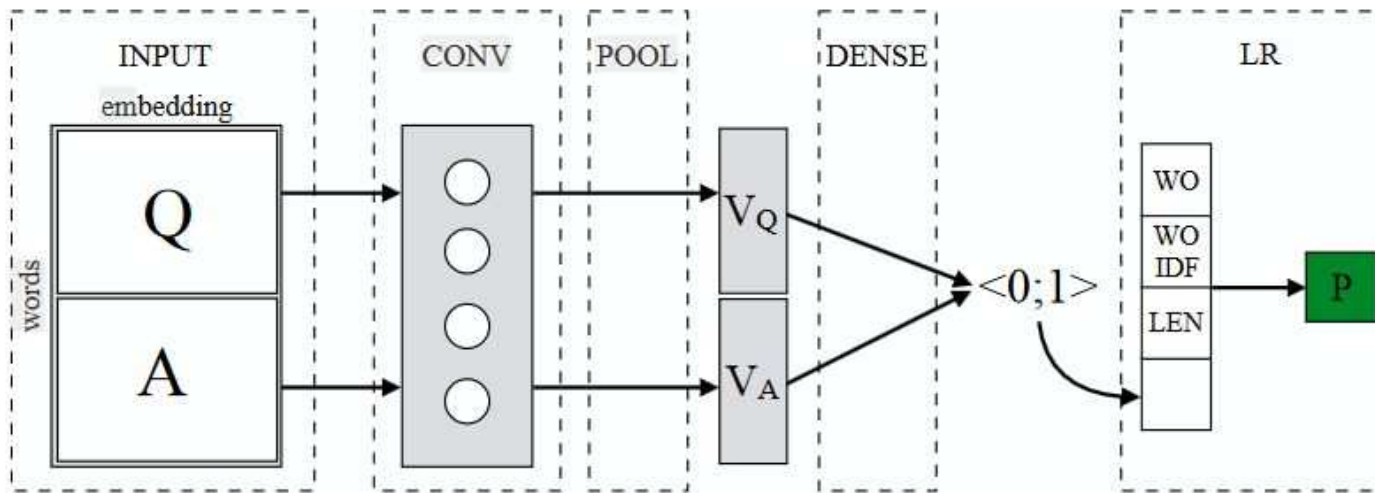 INPUT
CONV
POOL
DENSE
LR
embedding
words
Q
A
VQ
VA
<0;1>
WO
WO
IDF
LEN
P